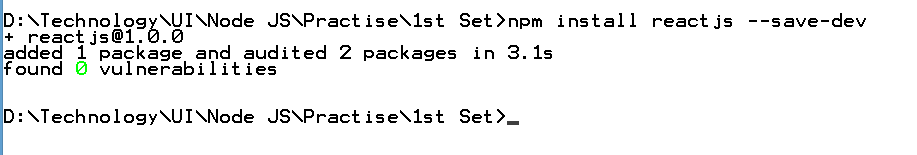 D:\Technology\UI\Node JS\Practise\1st Set>npm install reactjs --save-dev
+ reactjs@1.0.0
added 1 package and audited 2 packages in 3.1s
found 0 vulnerabilities
D:\Technology\UI\Node JS\Practise\1st Set>_